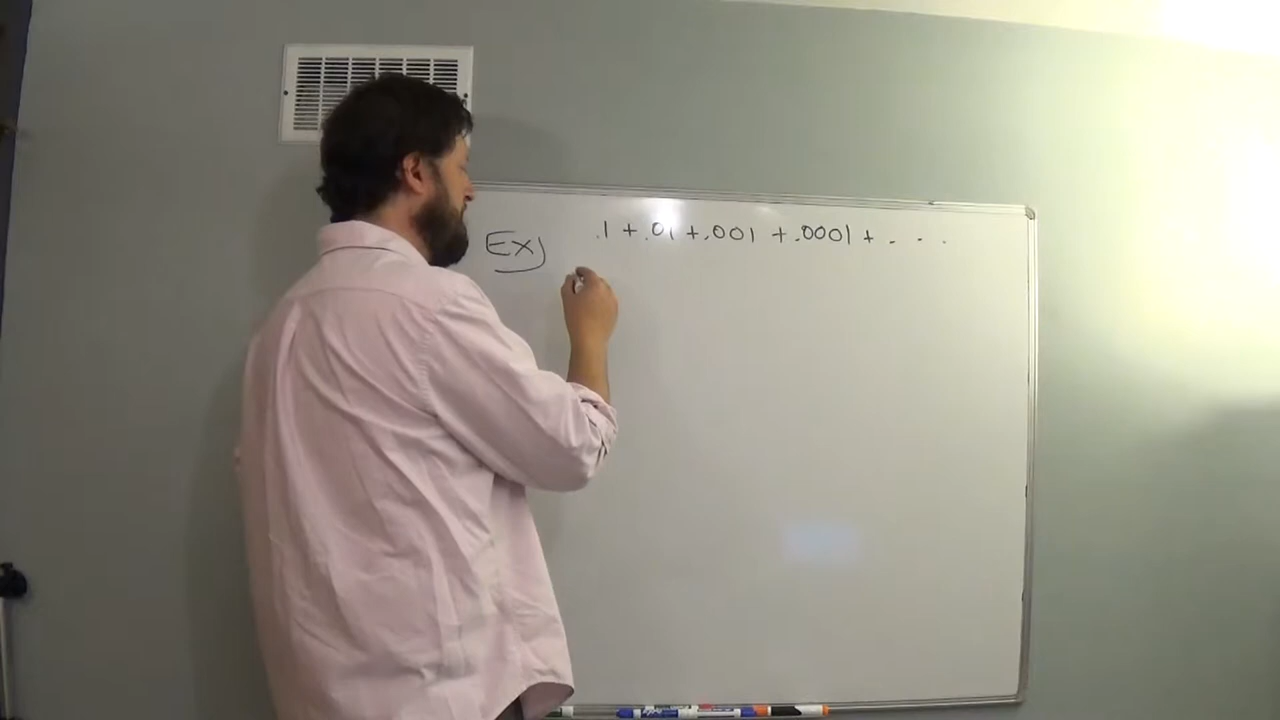 Ex) .1 + .01 + .001 + .0001 + . . .